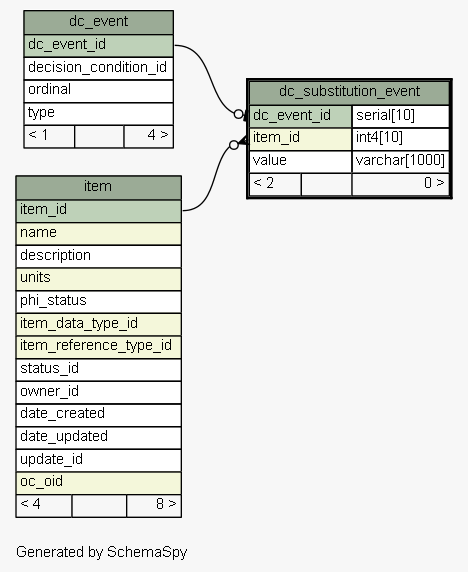 dc_event
dc_event_id
decision_condition_id
ordinal
type
< 1 4 >
dc_substitution_event
dc_event_id serial[10]
item_id int4[10]
value varchar[1000]
< 2 0 >
item
item_id
name
description
units
phi_status
item_data_type_id
item_reference_type_id
status_id
owner_id
date_created
date_updated
update_id
oc_oid
< 4 8 >
Generated by SchemaSpy